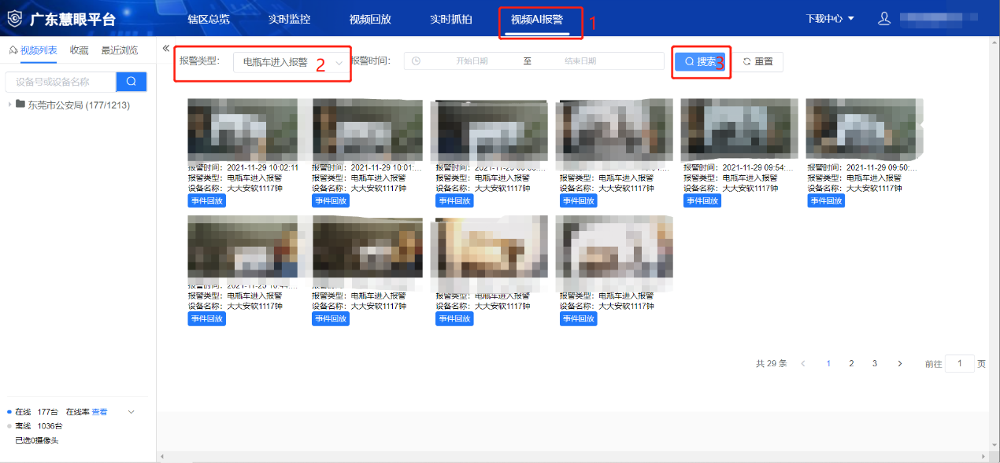 广东慧眼平台
辖区总览 实时监控 视频回放 实时抓拍 视频AI报警 1
下载中心
视频列表 收藏 最近浏览
设备号或设备名称
东莞市公安局 (177/1213)
报警类型: 电瓶车进入报警 2
报警时间: 开始日期 至 结束日期
搜索 3 重置
报警时间: 2021-11-29 10:02:11
报警类型: 电瓶车进入报警
设备名称: 大大安软1117钟
事件回放
报警时间: 2021-11-29 10:01:...
报警类型: 电瓶车进入报警
设备名称: 大大安软1117钟
事件回放
报警类型: 电瓶车进入报警
设备名称: 大大安软1117钟
事件回放
报警类型: 电瓶车进入报警
设备名称: 大大安软1117钟
事件回放
报警时间: 2021-11-29 09:54:...
报警类型: 电瓶车进入报警
设备名称: 大大安软1117钟
事件回放
报警时间: 2021-11-29 09:50:...
报警类型: 电瓶车进入报警
设备名称: 大大安软1117钟
事件回放
报警类型: 电瓶车进入报警
设备名称: 大大安软1117钟
事件回放
报警类型: 电瓶车进入报警
设备名称: 大大安软1117钟
事件回放
报警类型: 电瓶车进入报警
设备名称: 大大安软1117钟
事件回放
报警类型: 电瓶车进入报警
设备名称: 大大安软1117钟
事件回放
共 29 条 1 2 3 前往 1 页
在线 177台 在线率 查看
离线 1036台
已选0摄像头